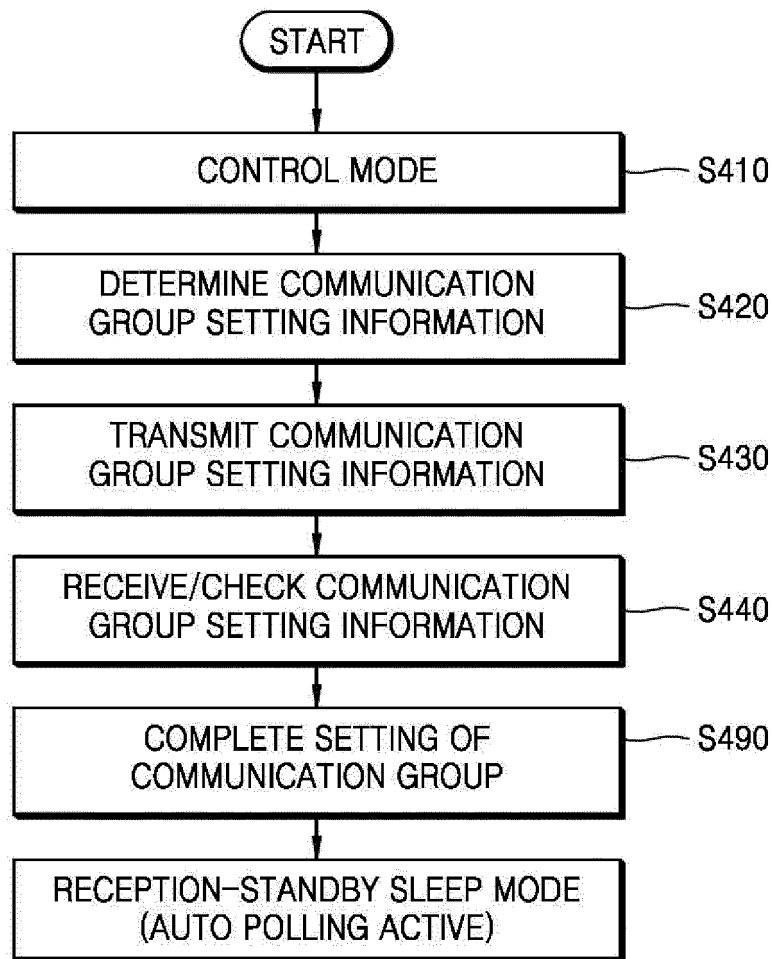 START
CONTROL MODE
S410
DETERMINE COMMUNICATION
GROUP SETTING INFORMATION
S420
TRANSMIT COMMUNICATION
GROUP SETTING INFORMATION
S430
RECEIVE/CHECK COMMUNICATION
GROUP SETTING INFORMATION
S440
COMPLETE SETTING OF
COMMUNICATION GROUP
S490
RECEPTION-STANDBY SLEEP MODE
(AUTO POLLING ACTIVE)